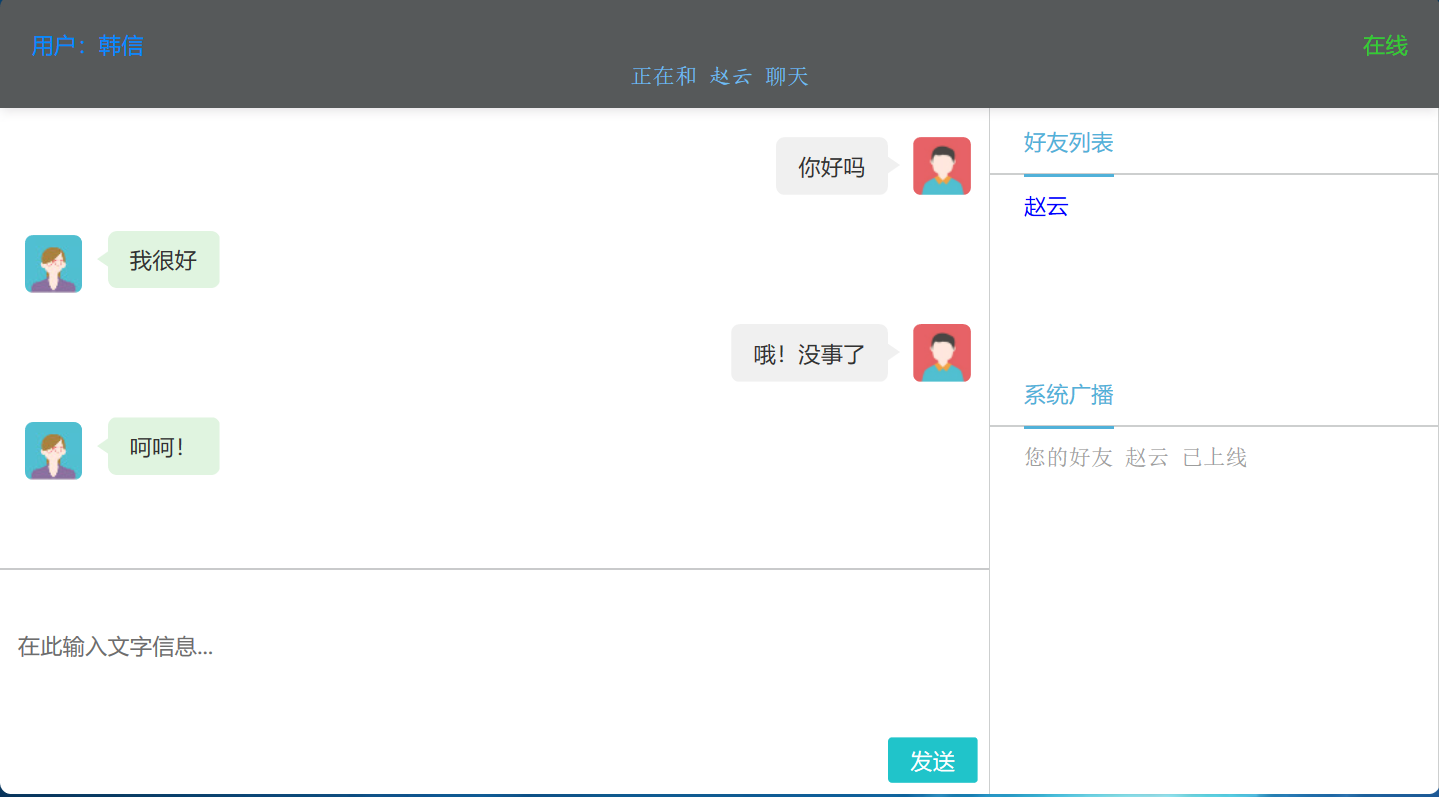 用户：韩信
在线
正在和 赵云 聊天
你好吗
我很好
哦！没事了
呵呵！
在此输入文字信息...
发送
好友列表
赵云
系统广播
您的好友 赵云 已上线